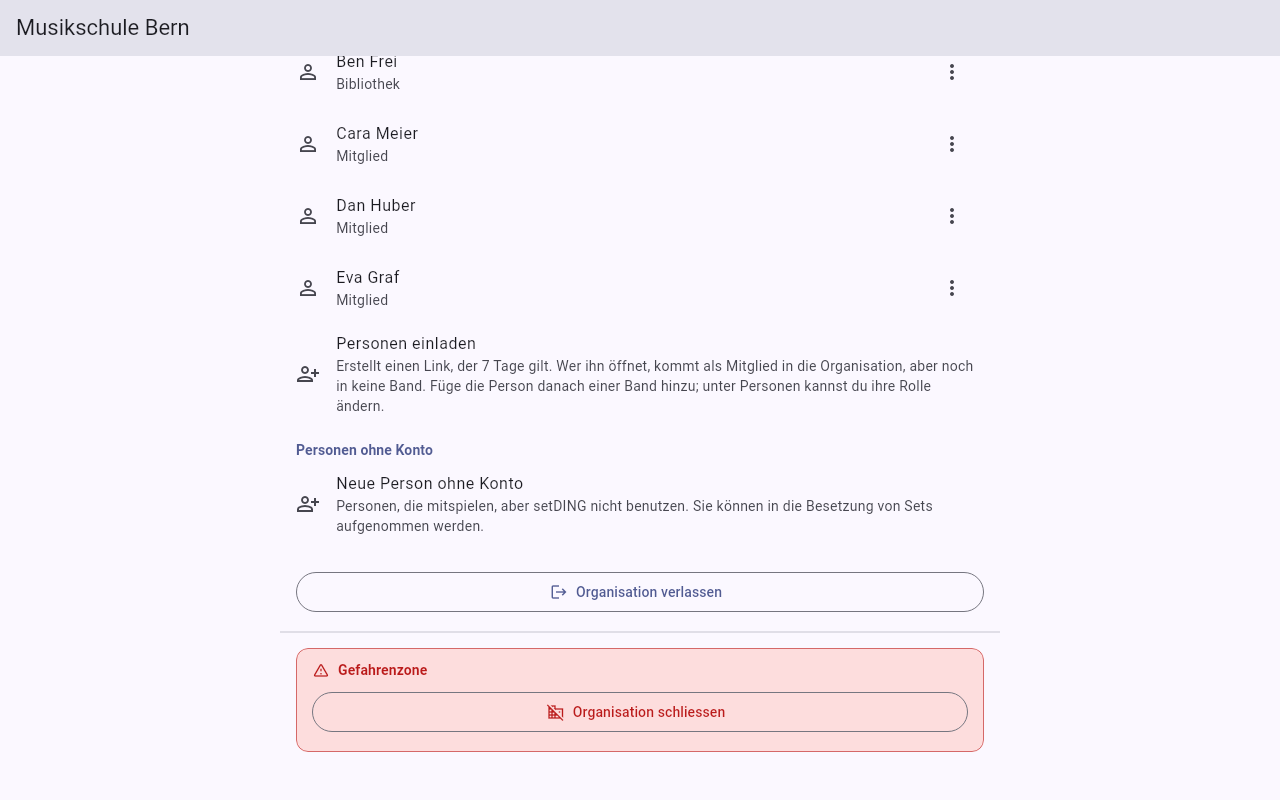 Musikschule Bern
Ben Frei
Bibliothek
Cara Meier
Mitglied
Dan Huber
Mitglied
Eva Graf
Mitglied
Personen einladen
Erstellt einen Link, der 7 Tage gilt. Wer ihn öffnet, kommt als Mitglied in die Organisation, aber noch
in keine Band. Füge die Person danach einer Band hinzu; unter Personen kannst du ihre Rolle
ändern.
Personen ohne Konto
Neue Person ohne Konto
Personen, die mitspielen, aber setDING nicht benutzen. Sie können in die Besetzung von Sets
aufgenommen werden.
Organisation verlassen
Gefahrenzone
Organisation schliessen